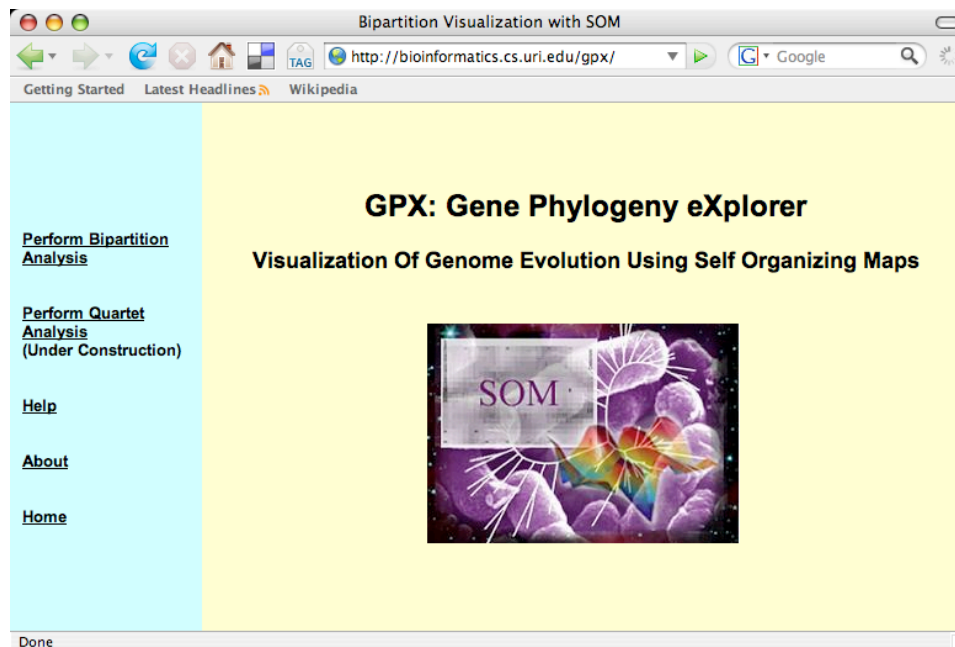 Bipartition Visualization with SOM
TAG
http://bioinformatics.cs.uri.edu/gpx/
G
Google
Getting Started Latest Headlines Wikipedia
Perform Bipartition
Analysis
Perform Quartet
Analysis
(Under Construction)
Help
About
Home
GPX: Gene Phylogeny eXplorer
Visualization Of Genome Evolution Using Self Organizing Maps
SOM
Done